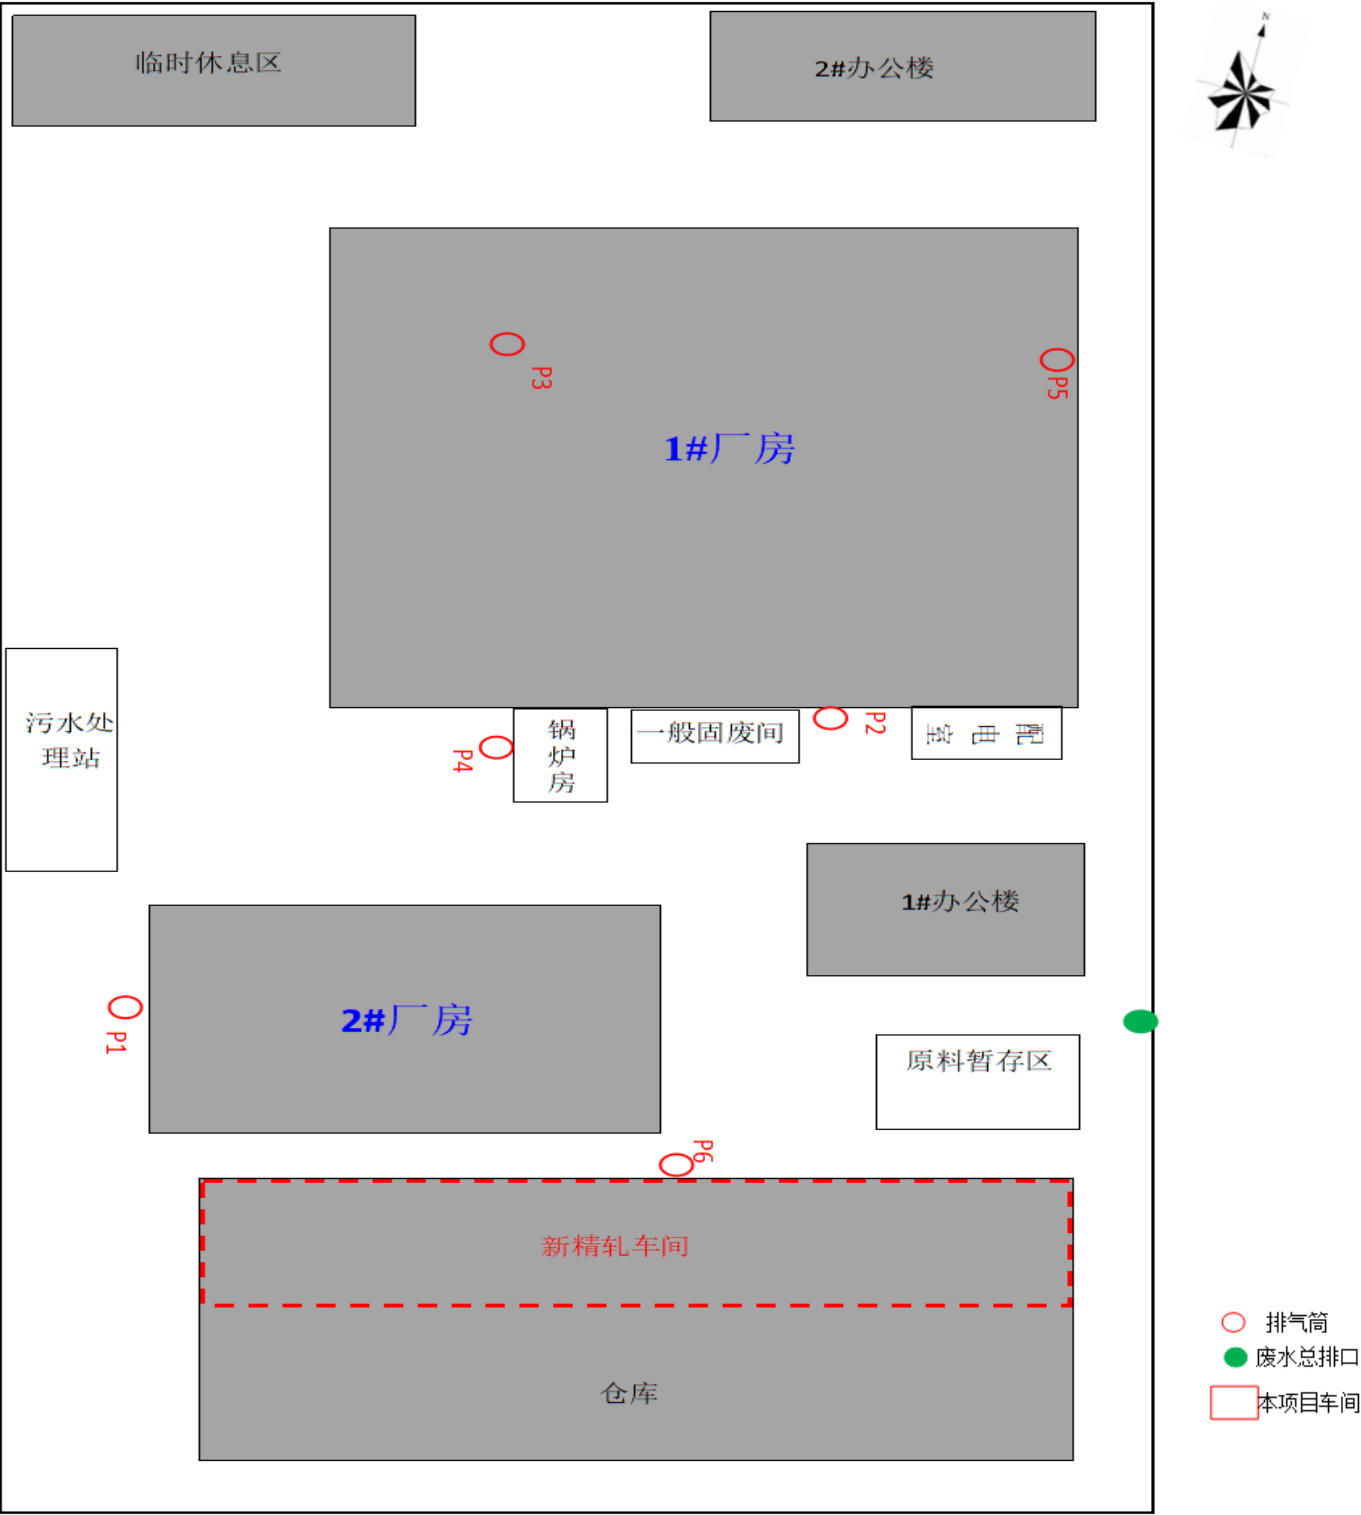 临时休息区
2#办公楼
N
P3
P5
1#厂房
污水处
理站
锅
炉
房
一般固废间
P2
配电室
P4
1#办公楼
2#厂房
P1
原料暂存区
P6
新精轧车间
仓库
排气筒
废水总排口
本项目车间